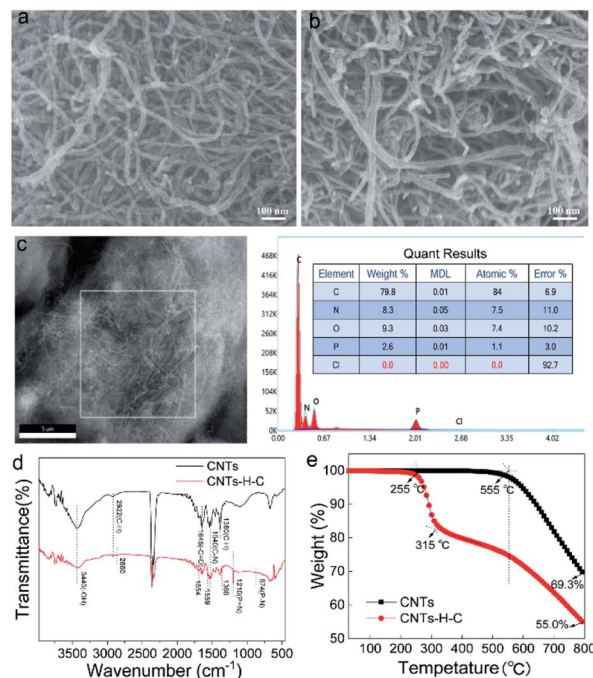 a
100 nm
b
100 nm
c
5 um
468K
416K
364K
312K
260K
208K
156K
104K
52K
0K
C
N
O
P
Cl
0.00 0.67 1.34 2.01 2.68 3.35 4.02
Quant Results
Element Weight % MDL Atomic % Error %
C 79.8 0.01 84 6.9
N 8.3 0.05 7.5 11.0
O 9.3 0.03 7.4 10.2
P 2.6 0.01 1.1 3.0
Cl 0.0 0.00 0.0 92.7
d
CNTs
CNTs-H-C
Transmittance(%)
3440(-OH)
2922(C-H)
2860
1654
1559
1540(C-N)
1380(C-H)
1210(P-N)
874(P-N)
4000 3500 3000 2500 2000 1500 1000 500
Wavenumber (cm-1)
e
Weight (%)
100
90
80
70
60
50
255 °C
555 °C
315 °C
69.3%
55.0%
CNTs
CNTs-H-C
100 200 300 400 500 600 700 800
Tempetature(°C)